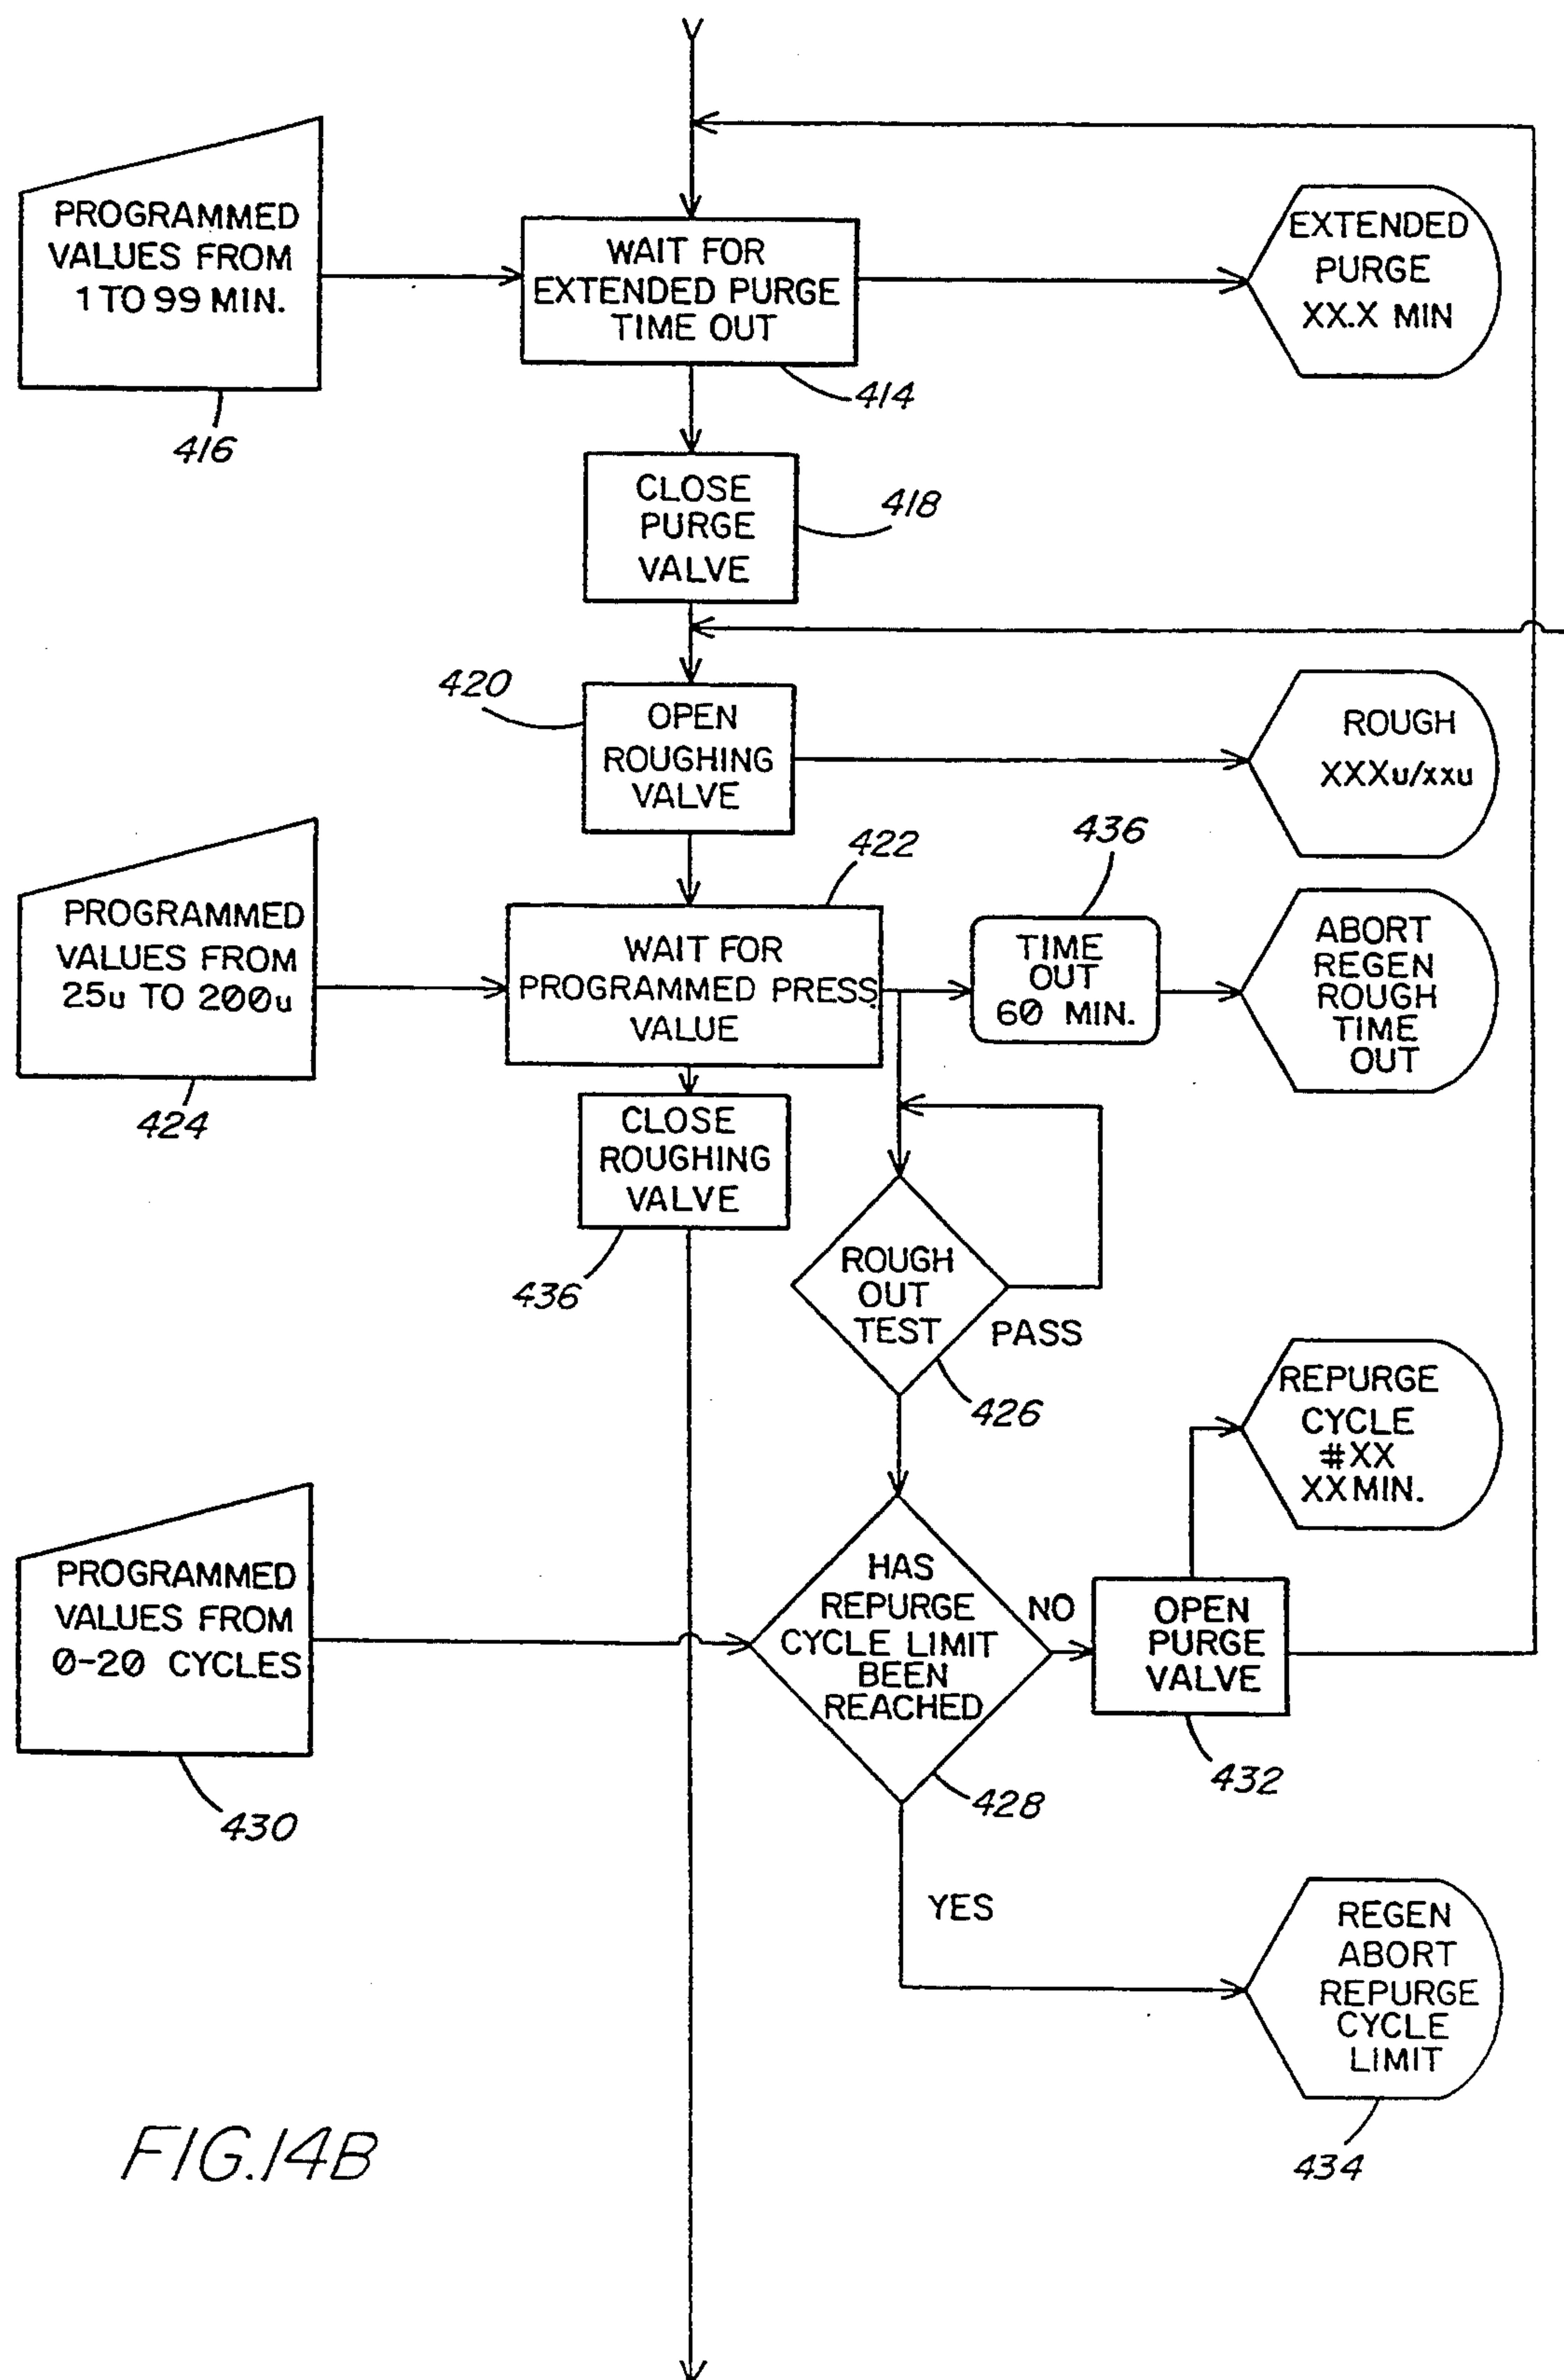 PROGRAMMED
VALUES FROM
1 TO 99 MIN.
416
WAIT FOR
EXTENDED PURGE
TIME OUT
414
EXTENDED
PURGE
XX.X MIN
CLOSE
PURGE
VALVE
418
420
OPEN
ROUGHING
VALVE
ROUGH
XXXu/xxu
PROGRAMMED
VALUES FROM
25u TO 200u
424
422
WAIT FOR
PROGRAMMED PRESS.
VALUE
436
TIME
OUT
60 MIN.
ABORT
REGEN
ROUGH
TIME
OUT
CLOSE
ROUGHING
VALVE
436
ROUGH
OUT
TEST
PASS
426
REPURGE
CYCLE
#XX
XX MIN.
PROGRAMMED
VALUES FROM
0-20 CYCLES
430
HAS
REPURGE
CYCLE LIMIT
BEEN
REACHED
428
NO
OPEN
PURGE
VALVE
432
YES
REGEN
ABORT
REPURGE
CYCLE
LIMIT
434
FIG.14B